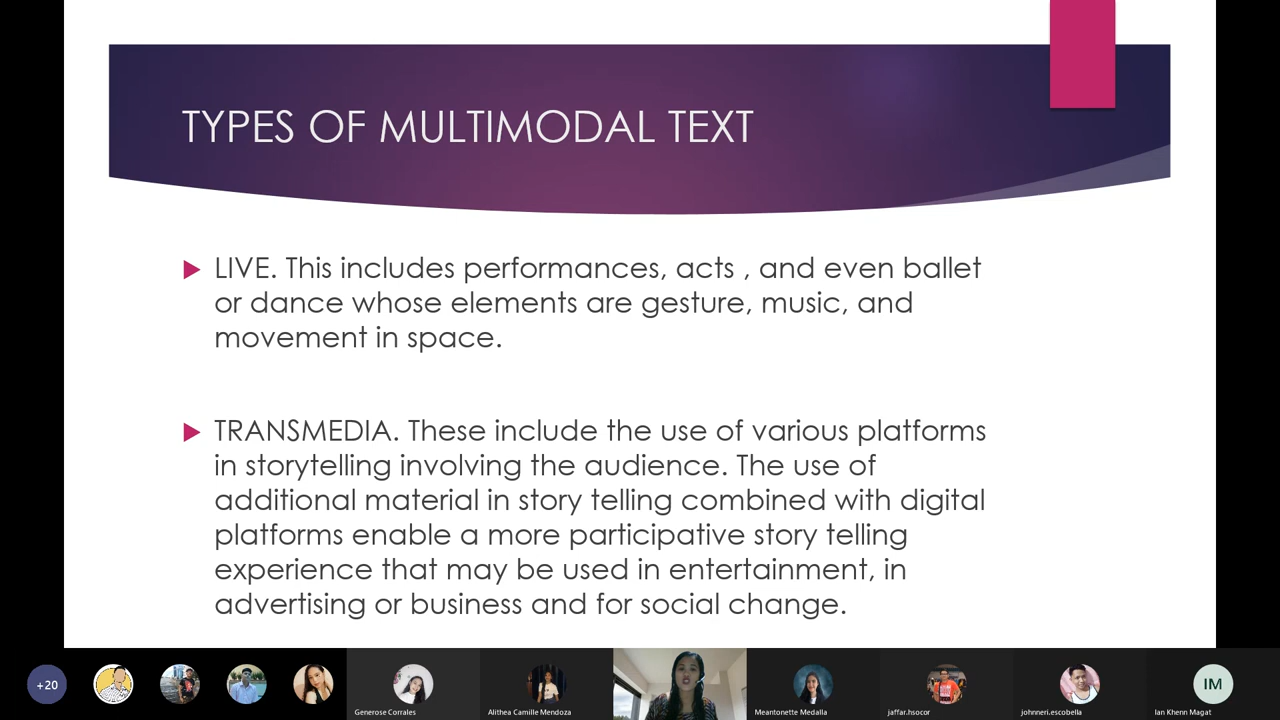 TYPES OF MULTIMODAL TEXT
LIVE. This includes performances, acts , and even ballet
or dance whose elements are gesture, music, and
movement in space.
TRANSMEDIA. These include the use of various platforms
in storytelling involving the audience. The use of
additional material in story telling combined with digital
platforms enable a more participative story telling
experience that may be used in entertainment, in
advertising or business and for social change.
+20
IM
Generose Corrales
Alithea Camille Mendoza
Meantonette Medalla
jaffar.hsocor
johnneri.escobella
Ian Khenn Magat